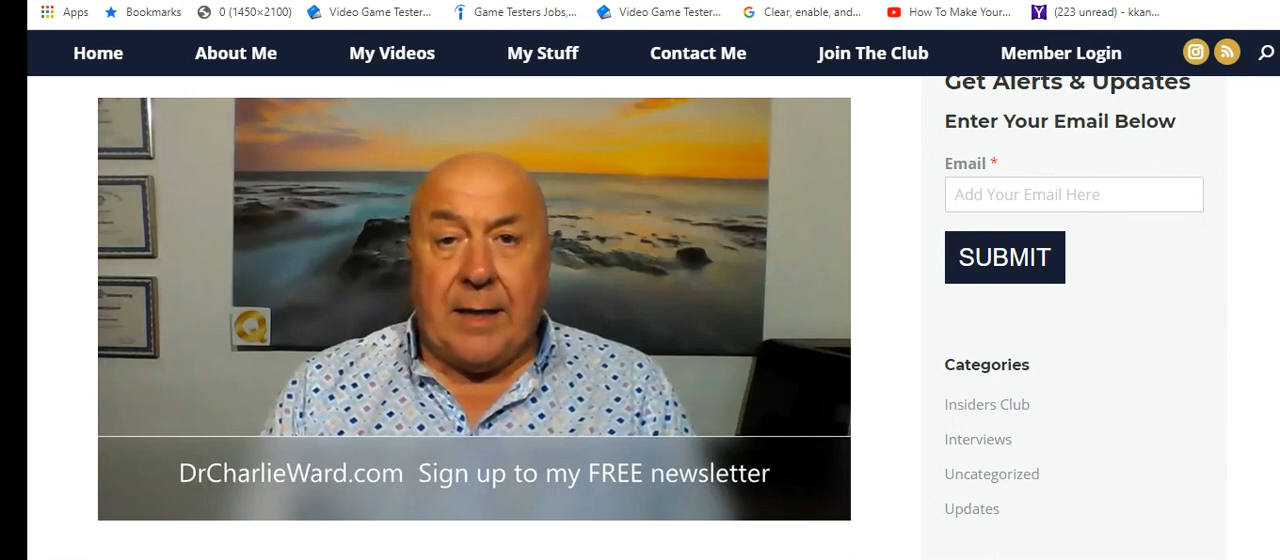 Apps Bookmarks 0 (1450×2100) Video Game Tester... Game Testers Jobs,... Video Game Tester... Clear, enable, and... How To Make Your... (223 unread) - kkan...
Home About Me My Videos My Stuff Contact Me Join The Club Member Login
Get Alerts & Updates
Enter Your Email Below
Email *
Add Your Email Here
SUBMIT
Q
DrCharlieWard.com Sign up to my FREE newsletter
Categories
Insiders Club
Interviews
Uncategorized
Updates